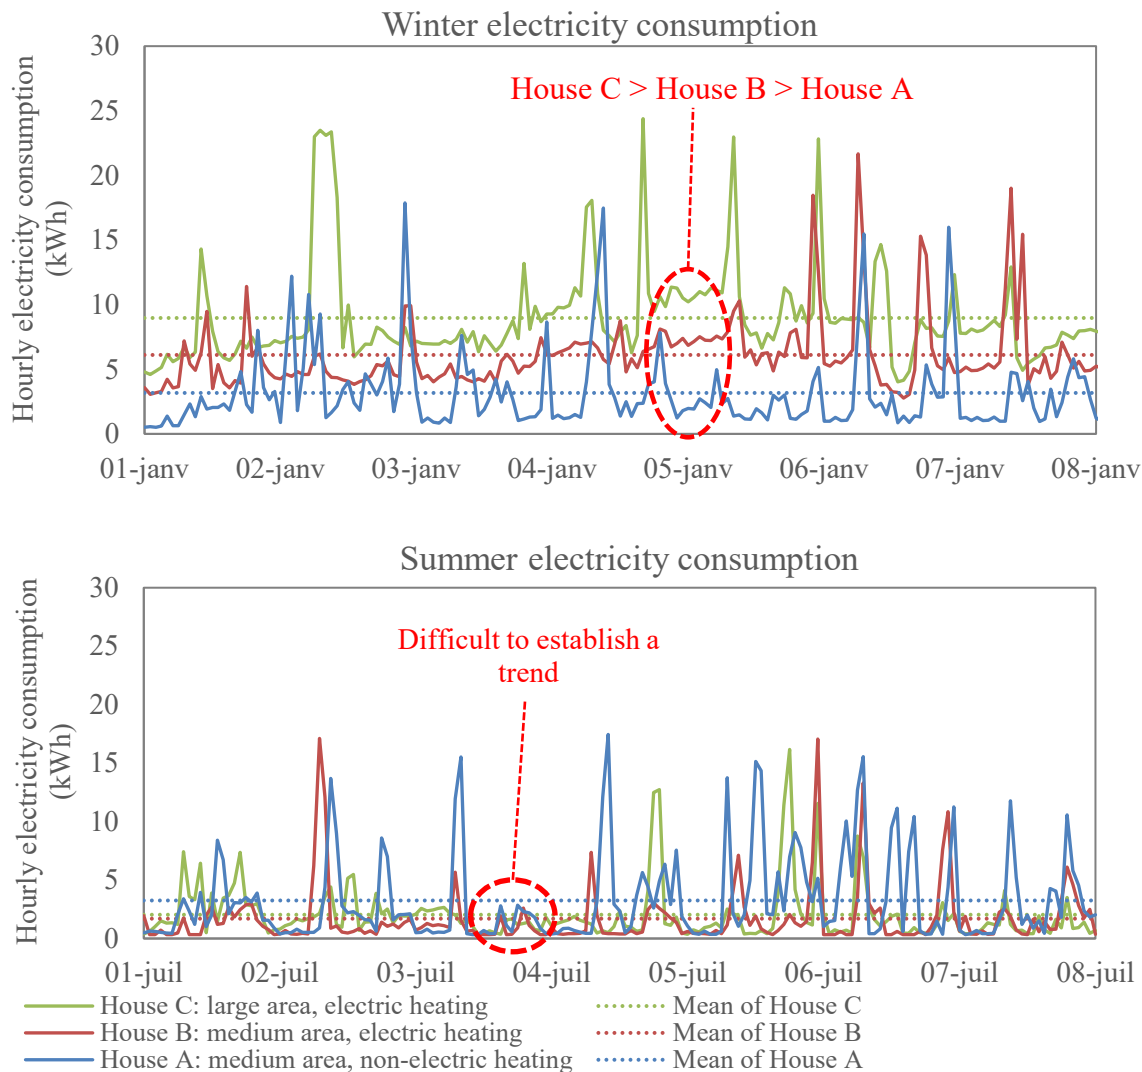 Winter electricity consumption
House C > House B > House A
Hourly electricity consumption
(kWh)
30
25
20
15
10
5
0
01-janv 02-janv 03-janv 04-janv 05-janv 06-janv 07-janv 08-janv
Summer electricity consumption
Difficult to establish a
trend
Hourly electricity consumption
(kWh)
30
25
20
15
10
5
0
01-juil 02-juil 03-juil 04-juil 05-juil 06-juil 07-juil 08-juil
House C: large area, electric heating Mean of House C
House B: medium area, electric heating Mean of House B
House A: medium area, non-electric heating Mean of House A